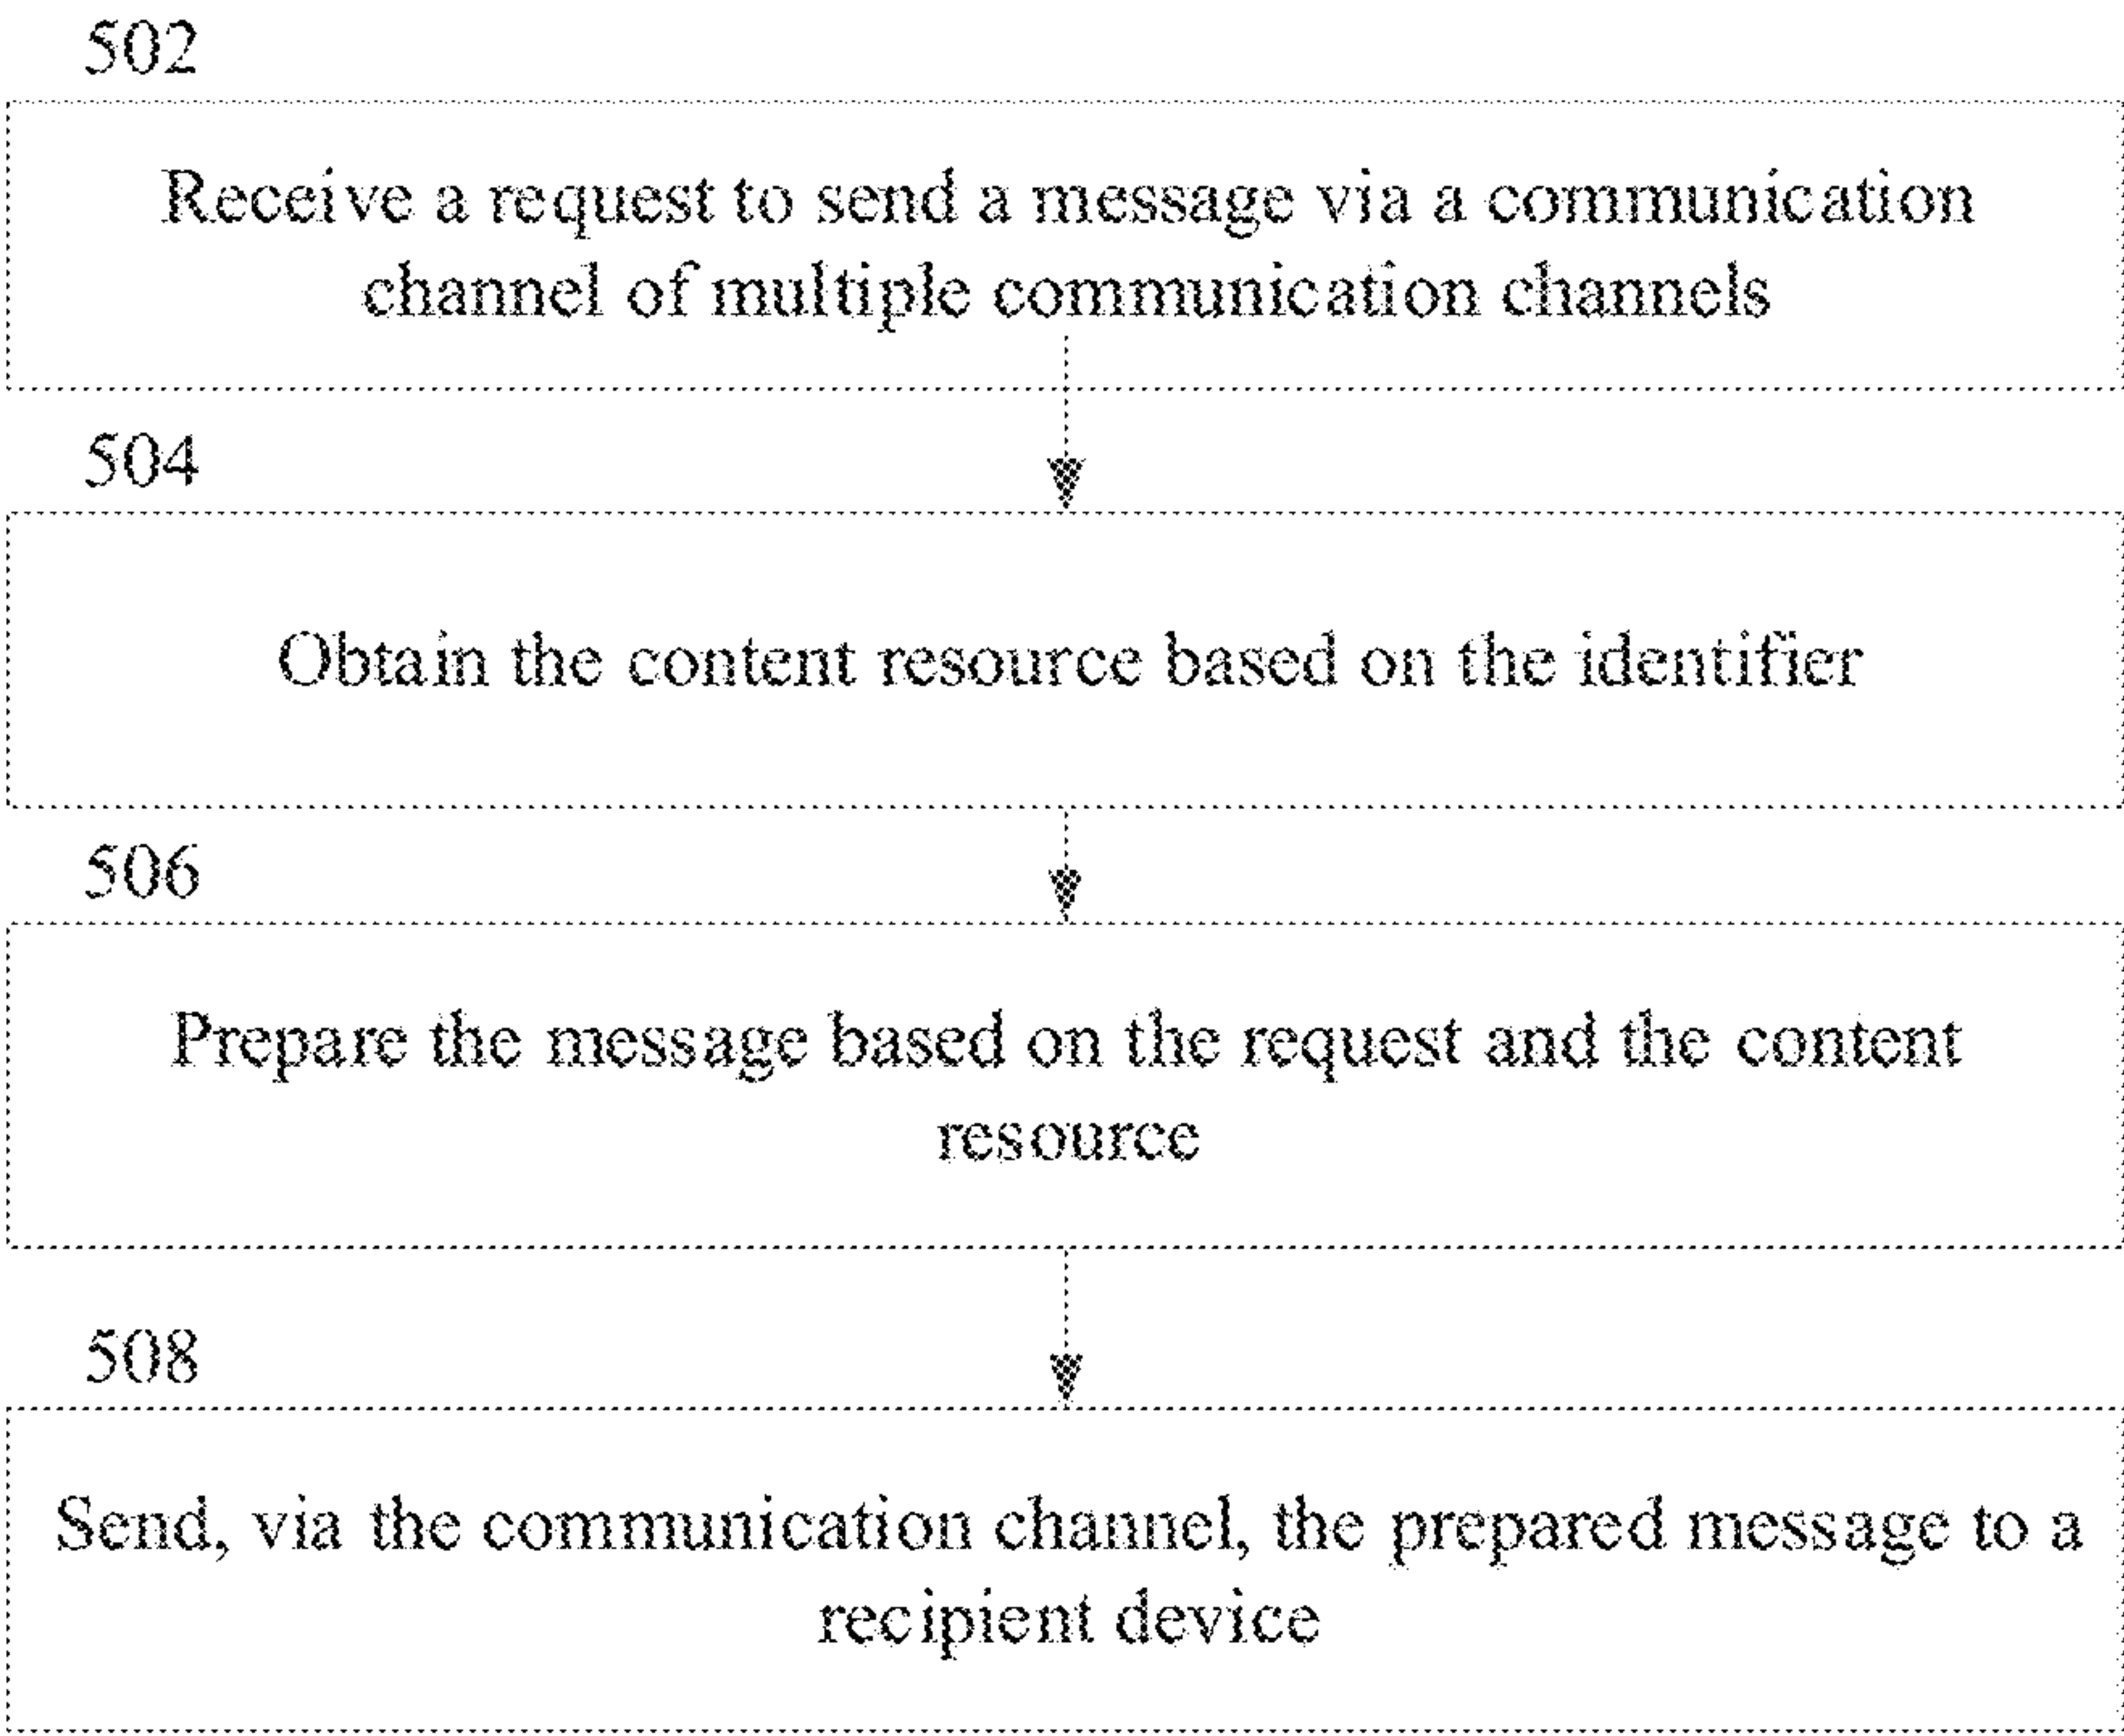 502
Receive a request to send a message via a communication
channel of multiple communication channels
504
Obtain the content resource based on the identifier
506
Prepare the message based on the request and the content
resource
508
Send, via the communication channel, the prepared message to a
recipient device